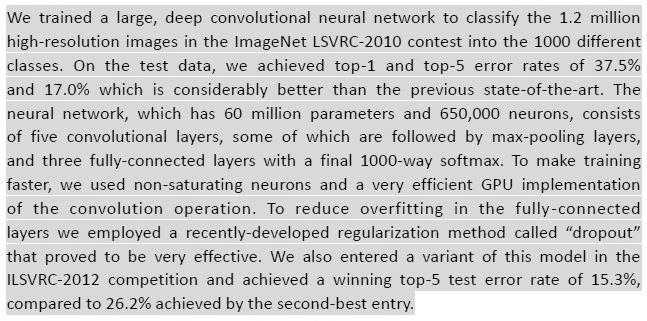 We trained a large, deep convolutional neural network to classify the 1.2 million
high-resolution images in the ImageNet LSVRC-2010 contest into the 1000 different
classes. On the test data, we achieved top-1 and top-5 error rates of 37.5%
and 17.0% which is considerably better than the previous state-of-the-art. The
neural network, which has 60 million parameters and 650,000 neurons, consists
of five convolutional layers, some of which are followed by max-pooling layers,
and three fully-connected layers with a final 1000-way softmax. To make training
faster, we used non-saturating neurons and a very efficient GPU implementation
of the convolution operation. To reduce overfitting in the fully-connected
layers we employed a recently-developed regularization method called “dropout”
that proved to be very effective. We also entered a variant of this model in the
ILSVRC-2012 competition and achieved a winning top-5 test error rate of 15.3%,
compared to 26.2% achieved by the second-best entry.